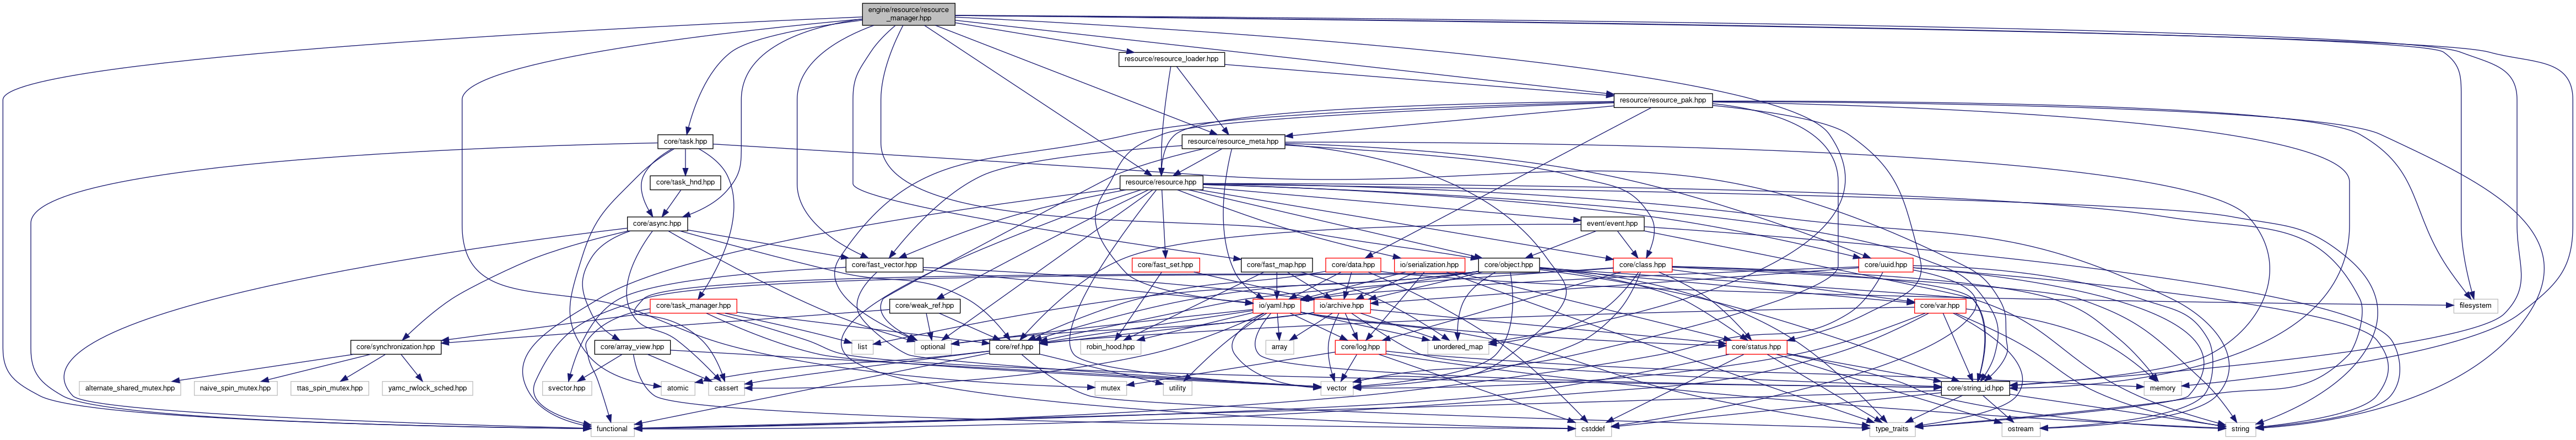 engine/resource/resource
_manager.hpp
resource/resource_loader.hpp
resource/resource_pak.hpp
core/task.hpp
resource/resource_meta.hpp
core/task_hnd.hpp
resource/resource.hpp
core/async.hpp
event/event.hpp
core/fast_vector.hpp
core/fast_set.hpp
core/fast_map.hpp
core/data.hpp
io/serialization.hpp
core/object.hpp
core/class.hpp
core/uuid.hpp
core/task_manager.hpp
core/weak_ref.hpp
io/yaml.hpp
io/archive.hpp
core/var.hpp
filesystem
core/synchronization.hpp
core/array_view.hpp
list
optional
core/ref.hpp
robin_hood.hpp
array
core/log.hpp
unordered_map
core/status.hpp
alternate_shared_mutex.hpp
naive_spin_mutex.hpp
ttas_spin_mutex.hpp
yamc_rwlock_sched.hpp
svector.hpp
atomic
cassert
mutex
utility
vector
core/string_id.hpp
memory
functional
cstddef
type_traits
ostream
string